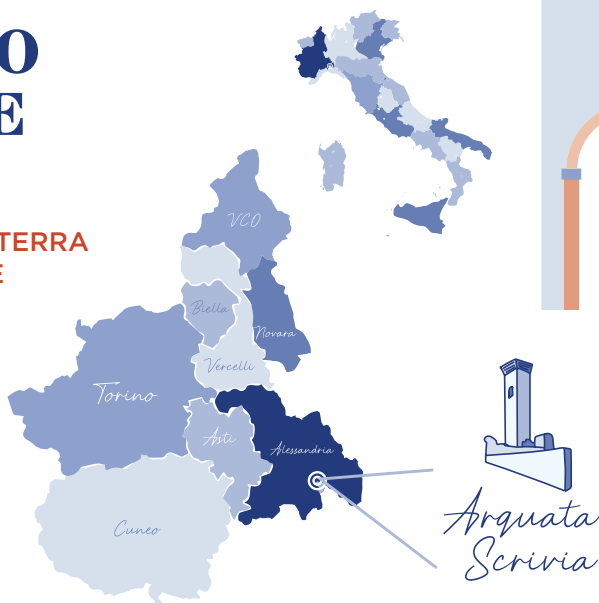 O
E
TERRA
E
VCO
Biella
Novara
Vercelli
Torino
Asti
Alessandria
Cuneo
Arquata
Scrivia